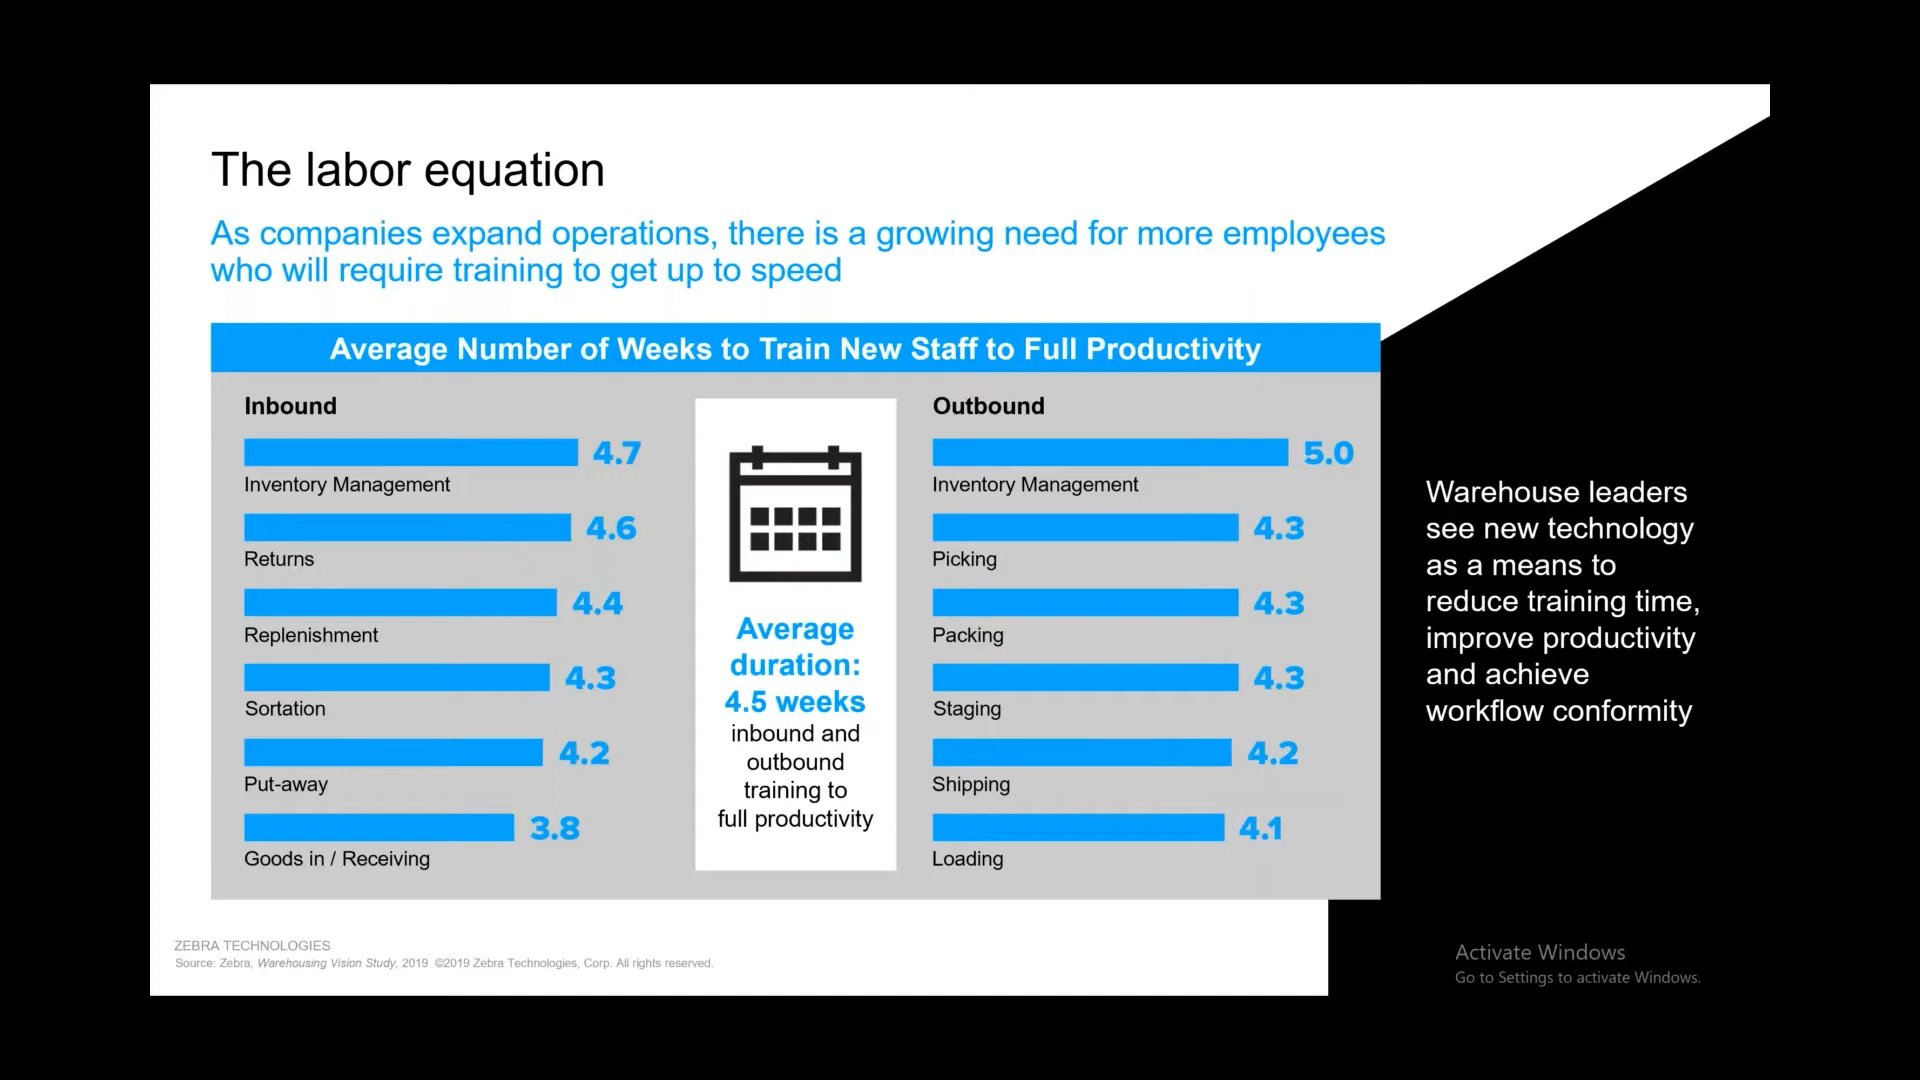 The labor equation
As companies expand operations, there is a growing need for more employees
who will require training to get up to speed
Average Number of Weeks to Train New Staff to Full Productivity
Inbound
4.7
Inventory Management
4.6
Returns
4.4
Replenishment
4.3
Sortation
4.2
Put-away
3.8
Goods in / Receiving
Average
duration:
4.5 weeks
inbound and
outbound
training to
full productivity
Outbound
5.0
Inventory Management
4.3
Picking
4.3
Packing
4.3
Staging
4.2
Shipping
4.1
Loading
Warehouse leaders
see new technology
as a means to
reduce training time,
improve productivity
and achieve
workflow conformity
ZEBRA TECHNOLOGIES
Source: Zebra, Warehousing Vision Study, 2019 ©2019 Zebra Technologies, Corp. All rights reserved.
Activate Windows
Go to Settings to activate Windows.